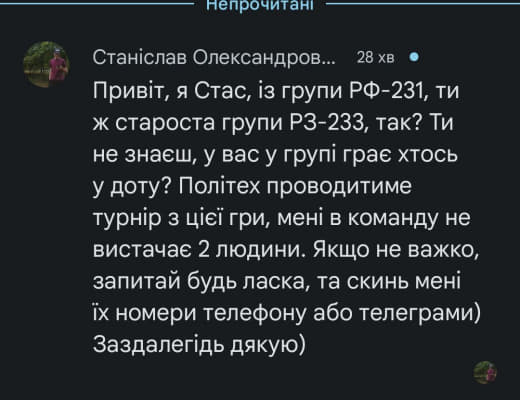 Непрочитані
Станіслав Олександров... 28 хв
Привіт, я Стас, із групи РФ-231, ти
ж староста групи РЗ-233, так? Ти
не знаєш, у вас у групі грає хтось
у доту? Політех проводитиме
турнір з цієї гри, мені в команду не
вистачає 2 людини. Якщо не важко,
запитай будь ласка, та скинь мені
їх номери телефону або телеграми)
Заздалегідь дякую)